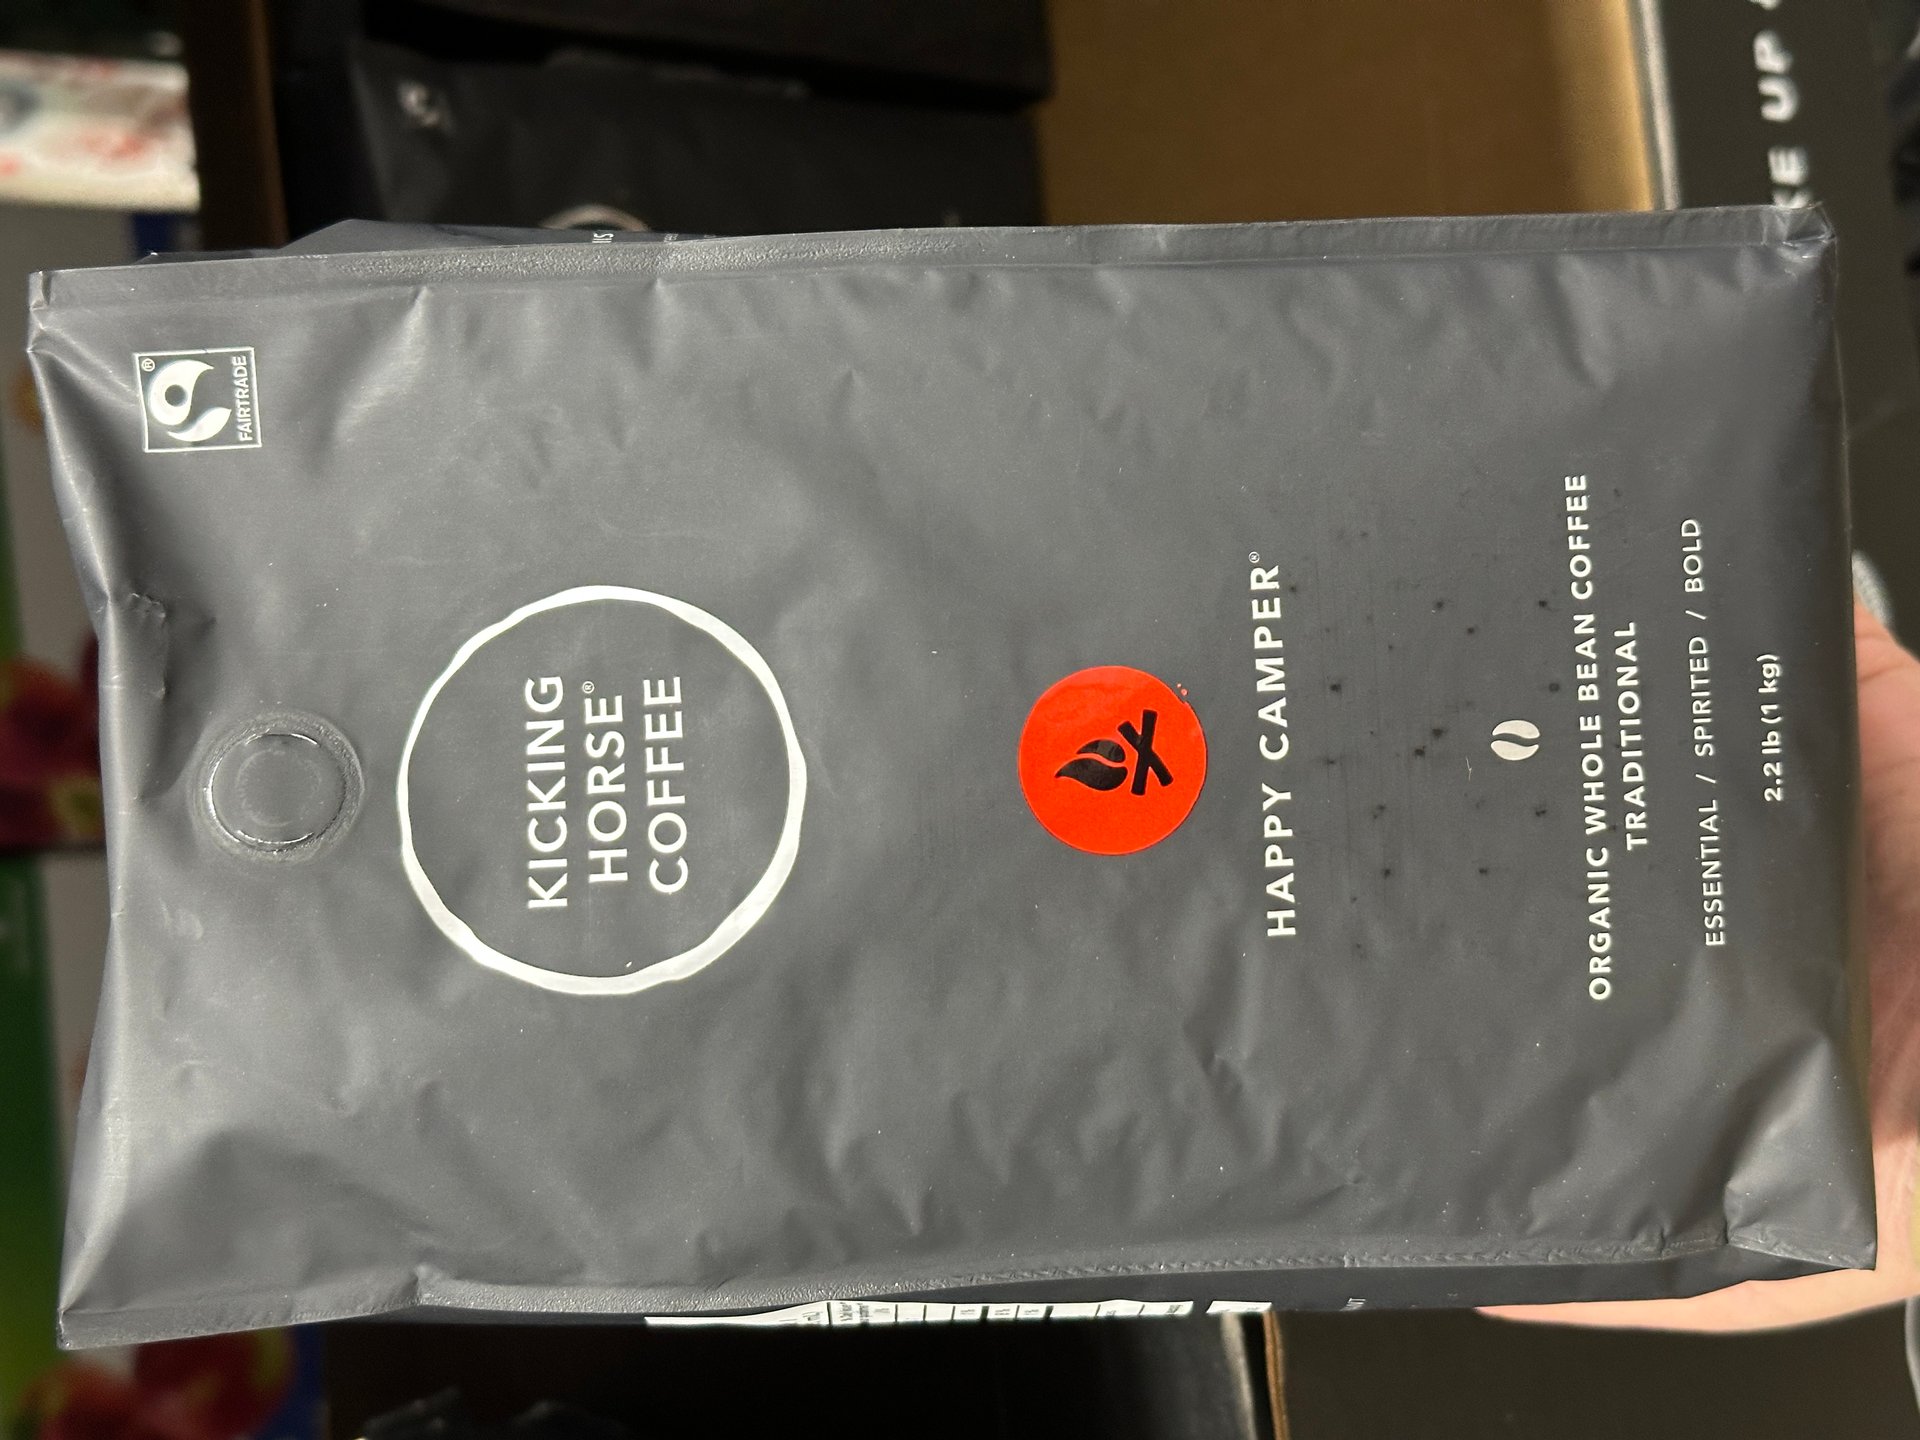 FAIRTRADE
KICKING
HORSE®
COFFEE
HAPPY CAMPER®
ORGANIC WHOLE BEAN COFFEE
TRADITIONAL
ESSENTIAL / SPIRITED / BOLD
2.2 lb (1 kg)
UP